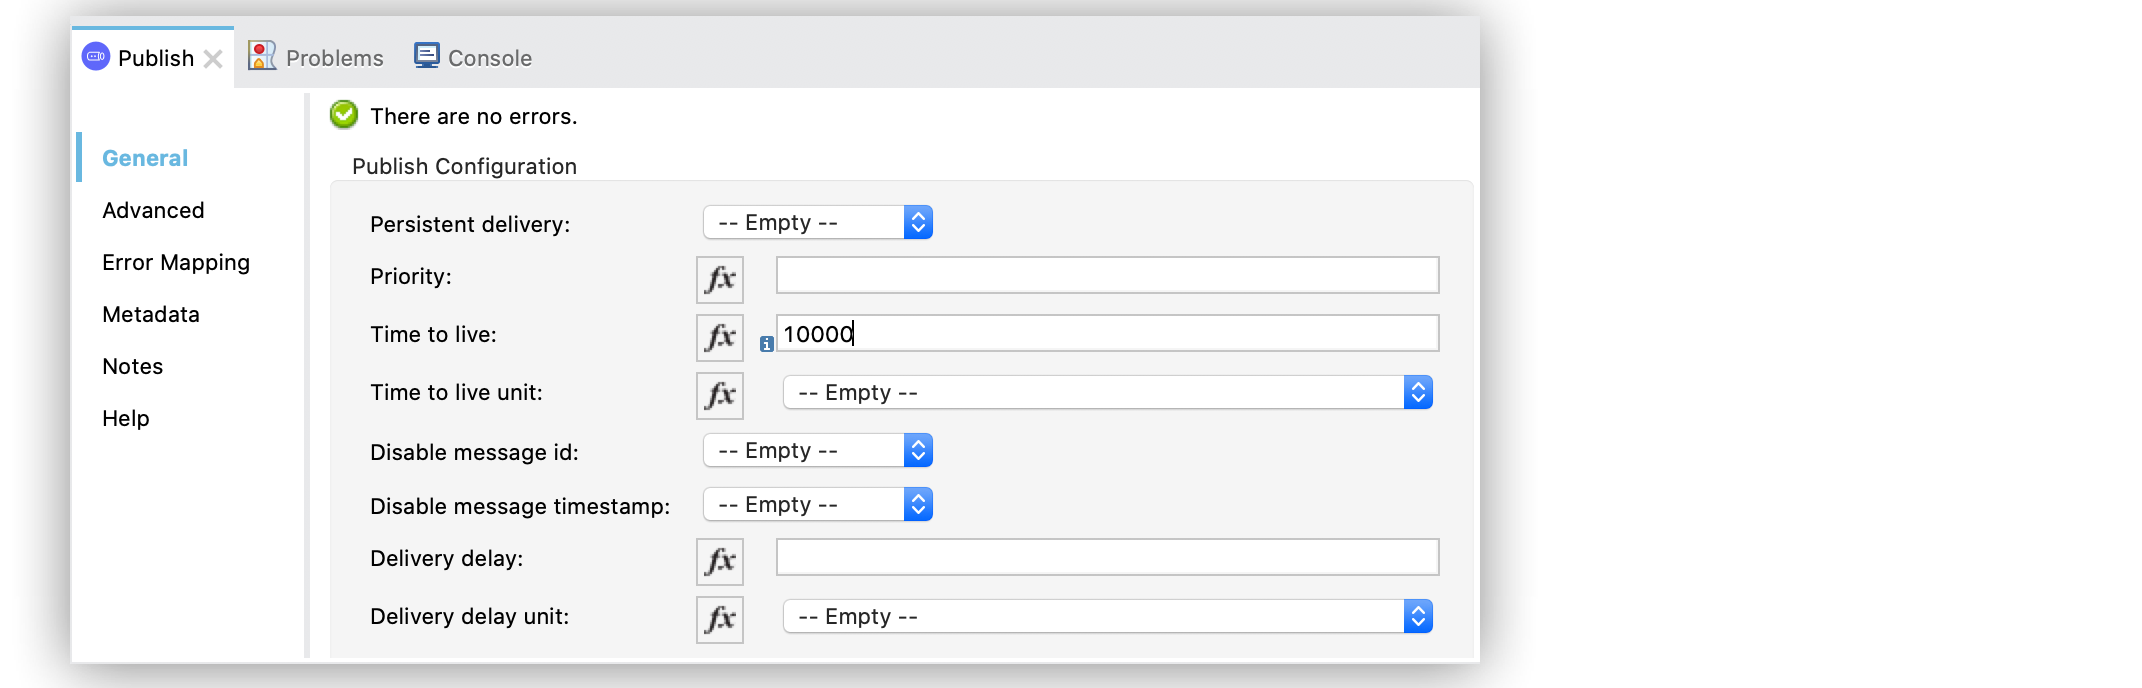 Publish
Problems
Console
General
Advanced
Error Mapping
Metadata
Notes
Help
There are no errors.
Publish Configuration
Persistent delivery: -- Empty --
Priority: fx
Time to live: fx i 10000
Time to live unit: fx -- Empty --
Disable message id: -- Empty --
Disable message timestamp: -- Empty --
Delivery delay: fx
Delivery delay unit: fx -- Empty --